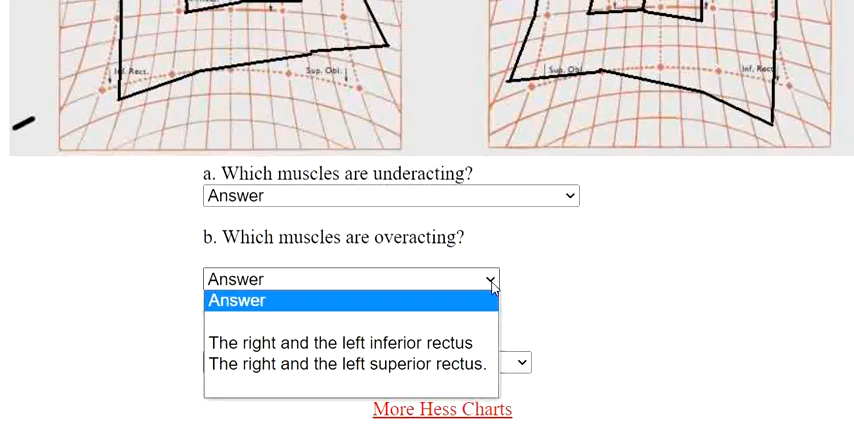 Inf. Rect.
Sup. Obl.
Sup. Obl
Inf. Rect
a. Which muscles are underacting?
Answer
b. Which muscles are overacting?
Answer
Answer
The right and the left inferior rectus
The right and the left superior rectus.
More Hess Charts